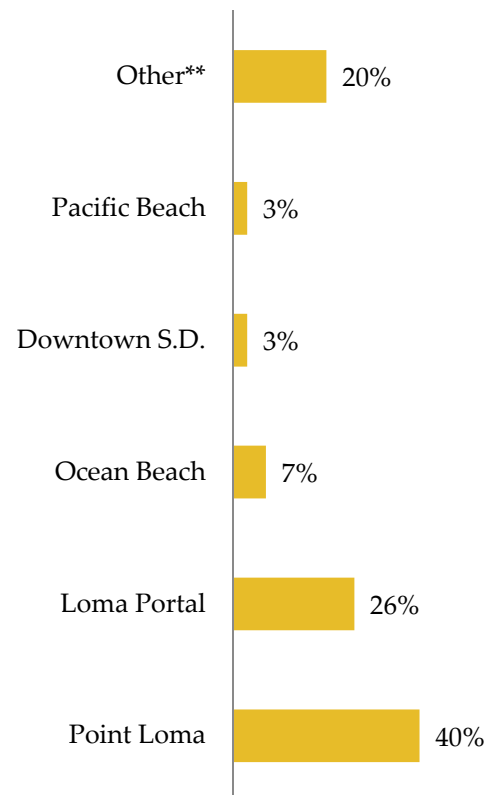 Other** 20%
Pacific Beach 3%
Downtown S.D. 3%
Ocean Beach 7%
Loma Portal 26%
Point Loma 40%